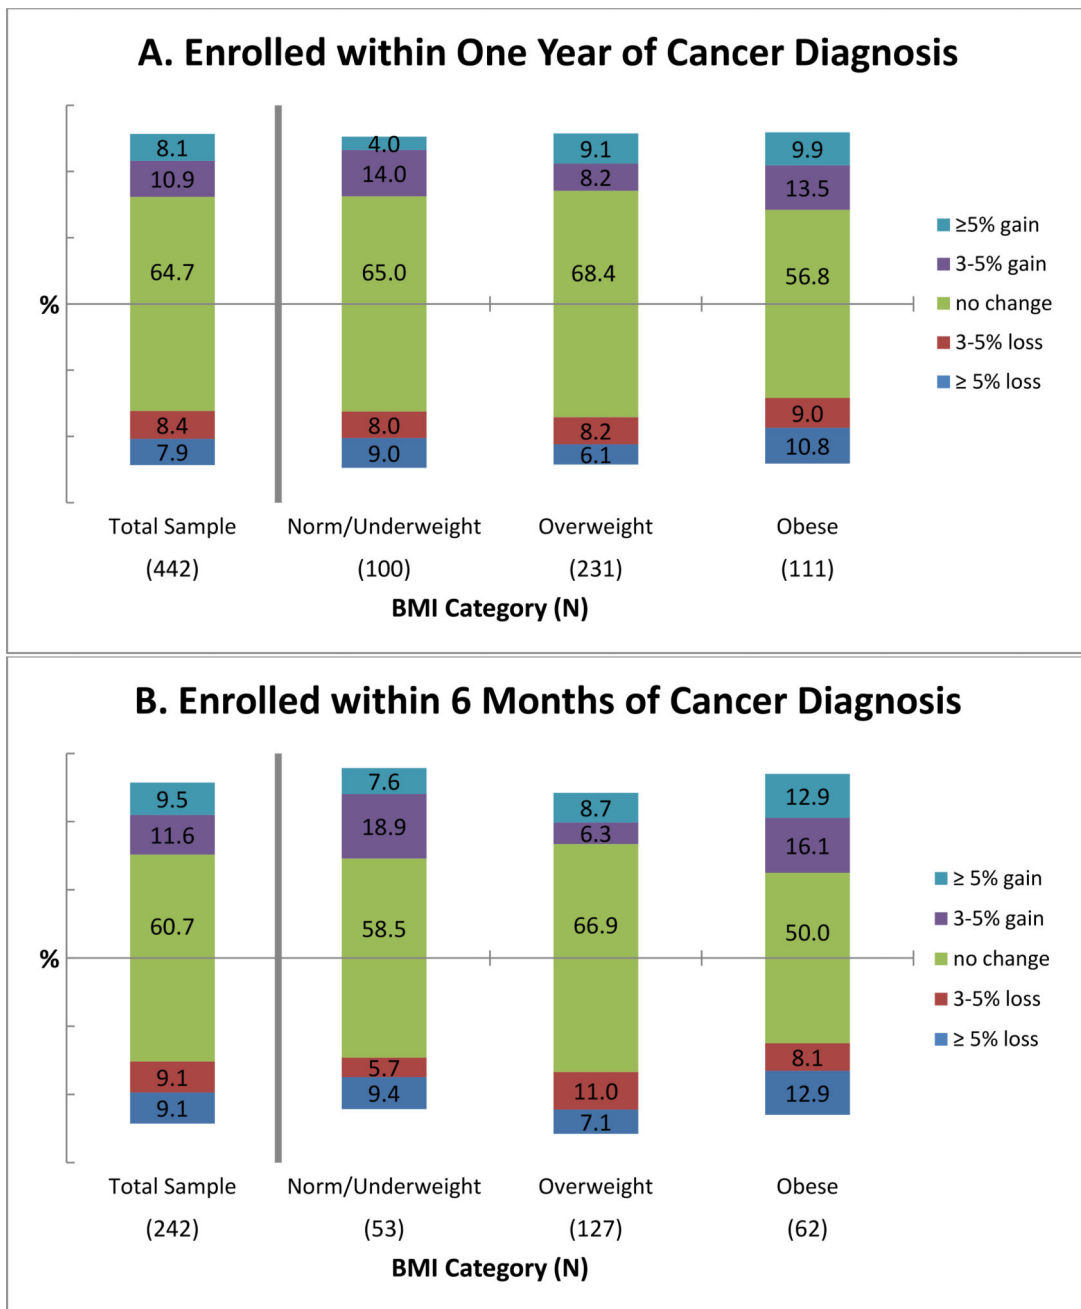 A. Enrolled within One Year of Cancer Diagnosis
8.1 4.0 9.1 9.9
10.9 14.0 8.2 13.5
64.7 65.0 68.4 56.8
%
8.4 8.0 8.2 9.0
7.9 9.0 6.1 10.8
≥5% gain
3-5% gain
no change
3-5% loss
≥ 5% loss
Total Sample Norm/Underweight Overweight Obese
(442) (100) (231) (111)
BMI Category (N)
B. Enrolled within 6 Months of Cancer Diagnosis
9.5 7.6 8.7 12.9
11.6 18.9 6.3 16.1
60.7 58.5 66.9 50.0
%
9.1 5.7 11.0 8.1
9.1 9.4 7.1 12.9
≥ 5% gain
3-5% gain
no change
3-5% loss
≥ 5% loss
Total Sample Norm/Underweight Overweight Obese
(242) (53) (127) (62)
BMI Category (N)